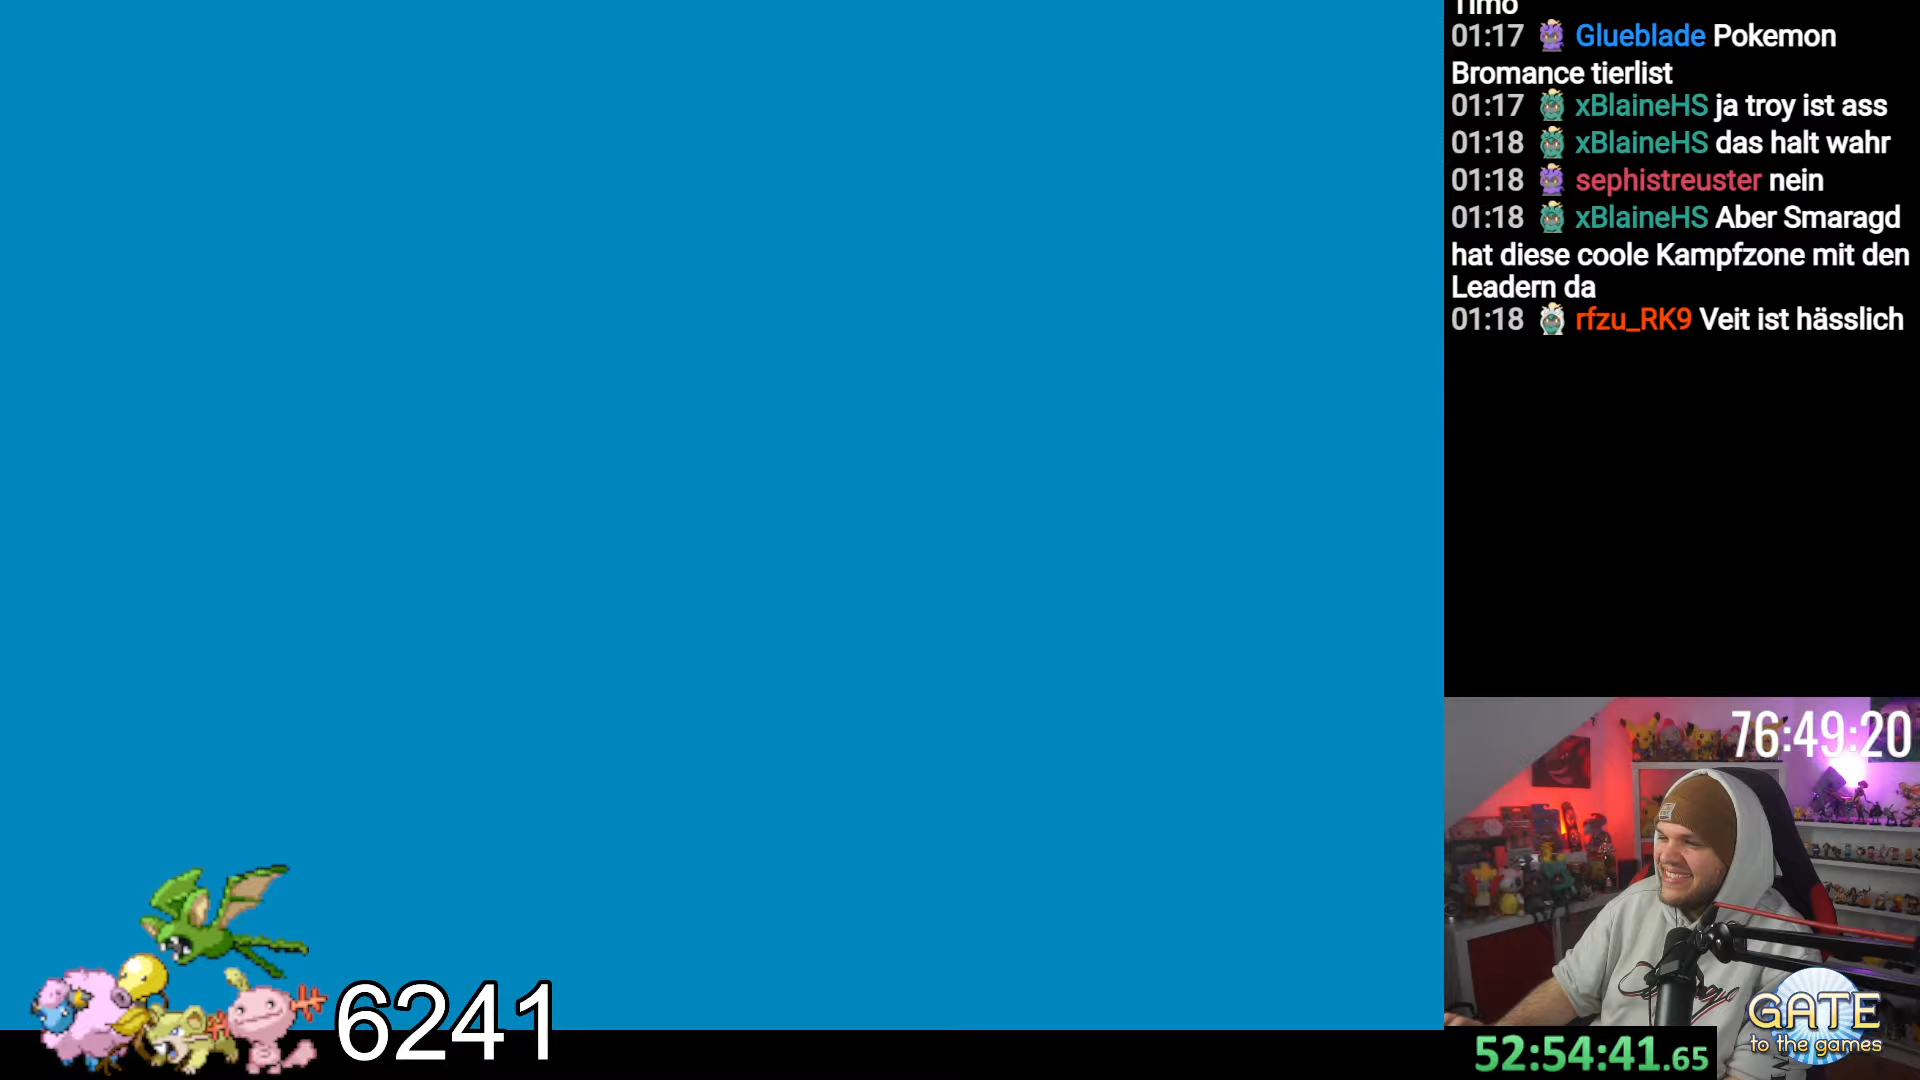 Timo
01:17 Glueblade Pokemon
Bromance tierlist
01:17 xBlaineHS ja troy ist ass
01:18 xBlaineHS das halt wahr
01:18 sephistreuster nein
01:18 xBlaineHS Aber Smaragd
hat diese coole Kampfzone mit den
Leadern da
01:18 rfzu_RK9 Veit ist hässlich
76:49:20
6241
GATE
to the games
52:54:41.65